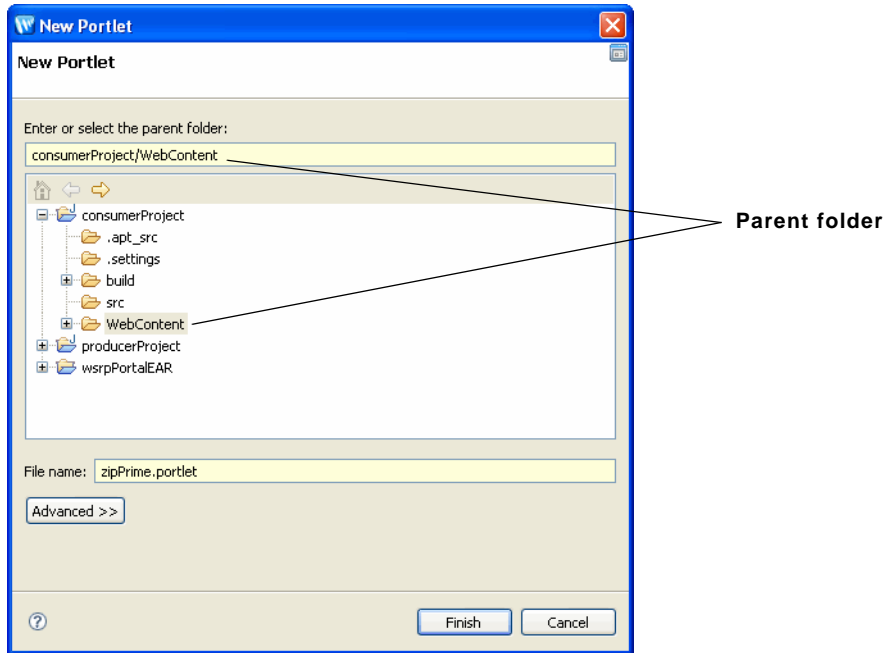 New Portlet
New Portlet
Enter or select the parent folder:
consumerProject/WebContent
Parent folder
consumerProject
.apt_src
.settings
build
src
WebContent
producerProject
wsrpPortalEAR
File name: zipPrime.portlet
Advanced >>
Finish Cancel